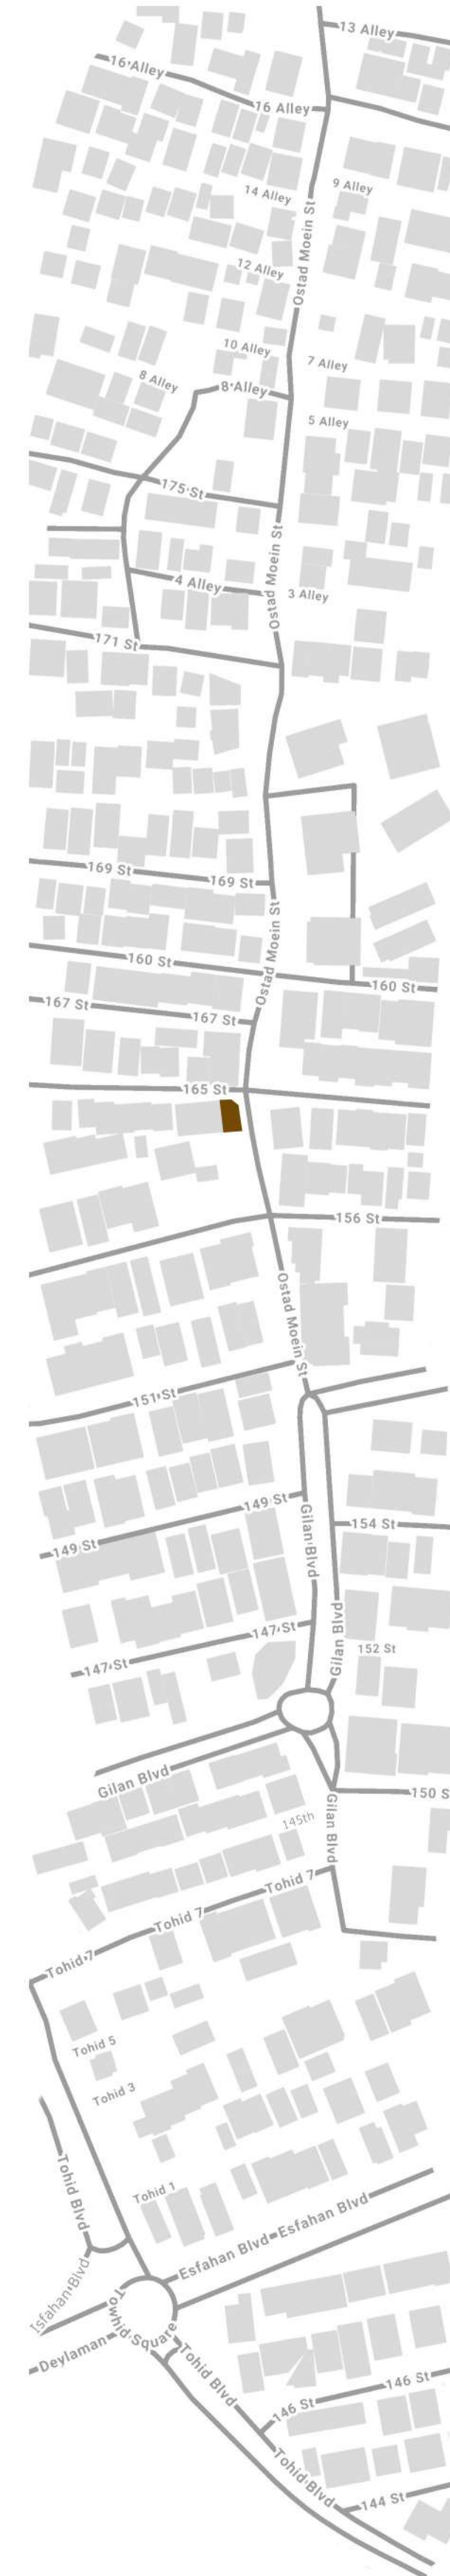 13 Alley
16 Alley
16 Alley
9 Alley
14 Alley
Ostad Moein St
12 Alley
10 Alley
7 Alley
8 Alley
8 Alley
5 Alley
175 St
Ostad Moein St
4 Alley
3 Alley
171 St
169 St
169 St
Ostad Moein St
160 St
160 St
167 St
167 St
165 St
156 St
Ostad Moein St
151 St
149 St
154 St
149 St
Gilan Blvd
147 St
Gilan Blvd
152 St
147 St
Gilan Blvd
150 S
Gilan Blvd
145th
Tohid 7
Tohid 7
Tohid 7
Tohid 5
Tohid 3
Tohid 1
Tohid Blvd
Esfahan Blvd
Esfahan Blvd
Isfahan Blvd
Towhid Square
Deylaman
Tohid Blvd
146 St
146 St
Tohid Blvd
144 St